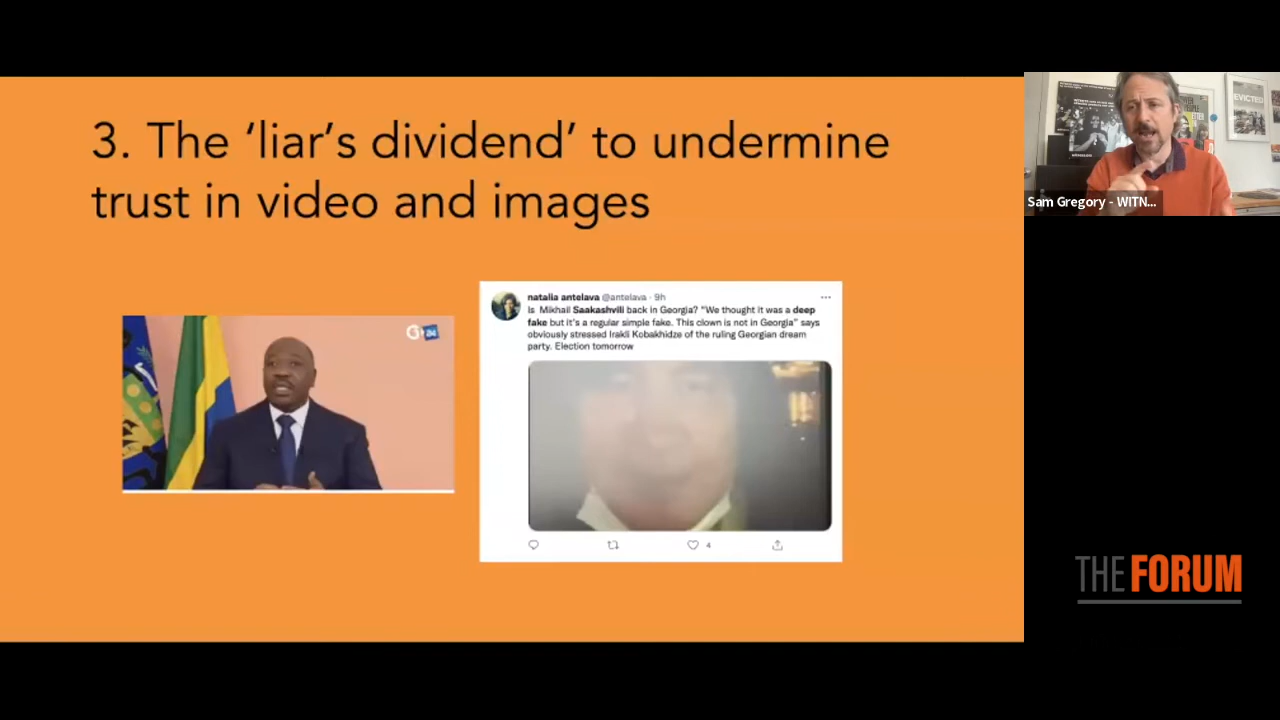 3. The ‘liar’s dividend’ to undermine
trust in video and images
natalia antelava @antelava · 9h
Is Mikhail Saakashvili back in Georgia? "We thought it was a deep
fake but it's a regular simple fake. This clown is not in Georgia" says
obviously stressed Irakli Kobakhidze of the ruling Georgian dream
party. Election tomorrow
4
EVICTED
Sam Gregory - WITN...
THE FORUM